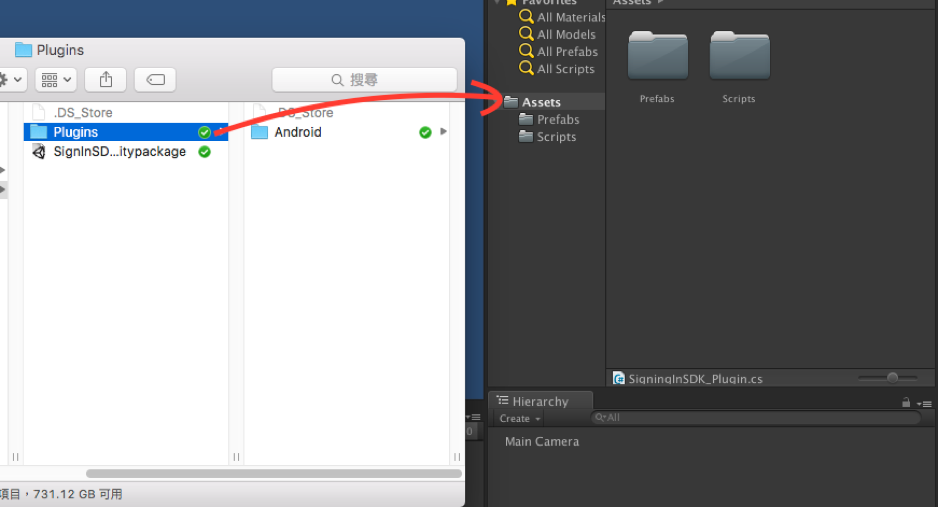 Plugins
搜尋
.DS_Store
Plugins
SignInSD...itypackage
.DS_Store
Android
項目，731.12 GB 可用
Favorites
All Materials
All Models
All Prefabs
All Scripts
Assets
Prefabs
Scripts
Assets
Prefabs
Scripts
SigningInSDK_Plugin.cs
Hierarchy
Create
All
Main Camera